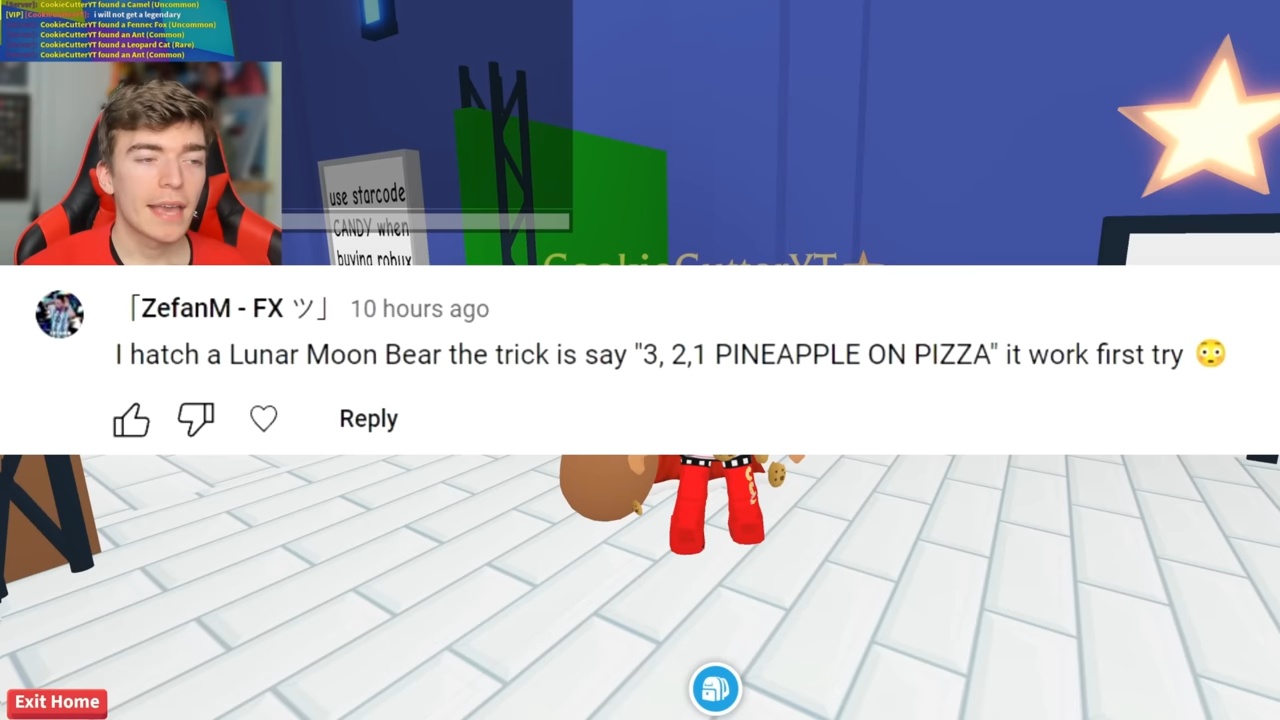 CookieCutterYT found a Camel (Uncommon)
[VIP] i will not get a legendary
CookieCutterYT found a Fennec Fox (Uncommon)
CookieCutterYT found an Ant (Common)
CookieCutterYT found a Leopard Cat (Rare)
CookieCutterYT found an Ant (Common)
use starcode
CANDY when
buying robux
CookieCutterYT
「ZefanM - FX ツ」 10 hours ago
I hatch a Lunar Moon Bear the trick is say "3, 2,1 PINEAPPLE ON PIZZA" it work first try 😳
Reply
Exit Home